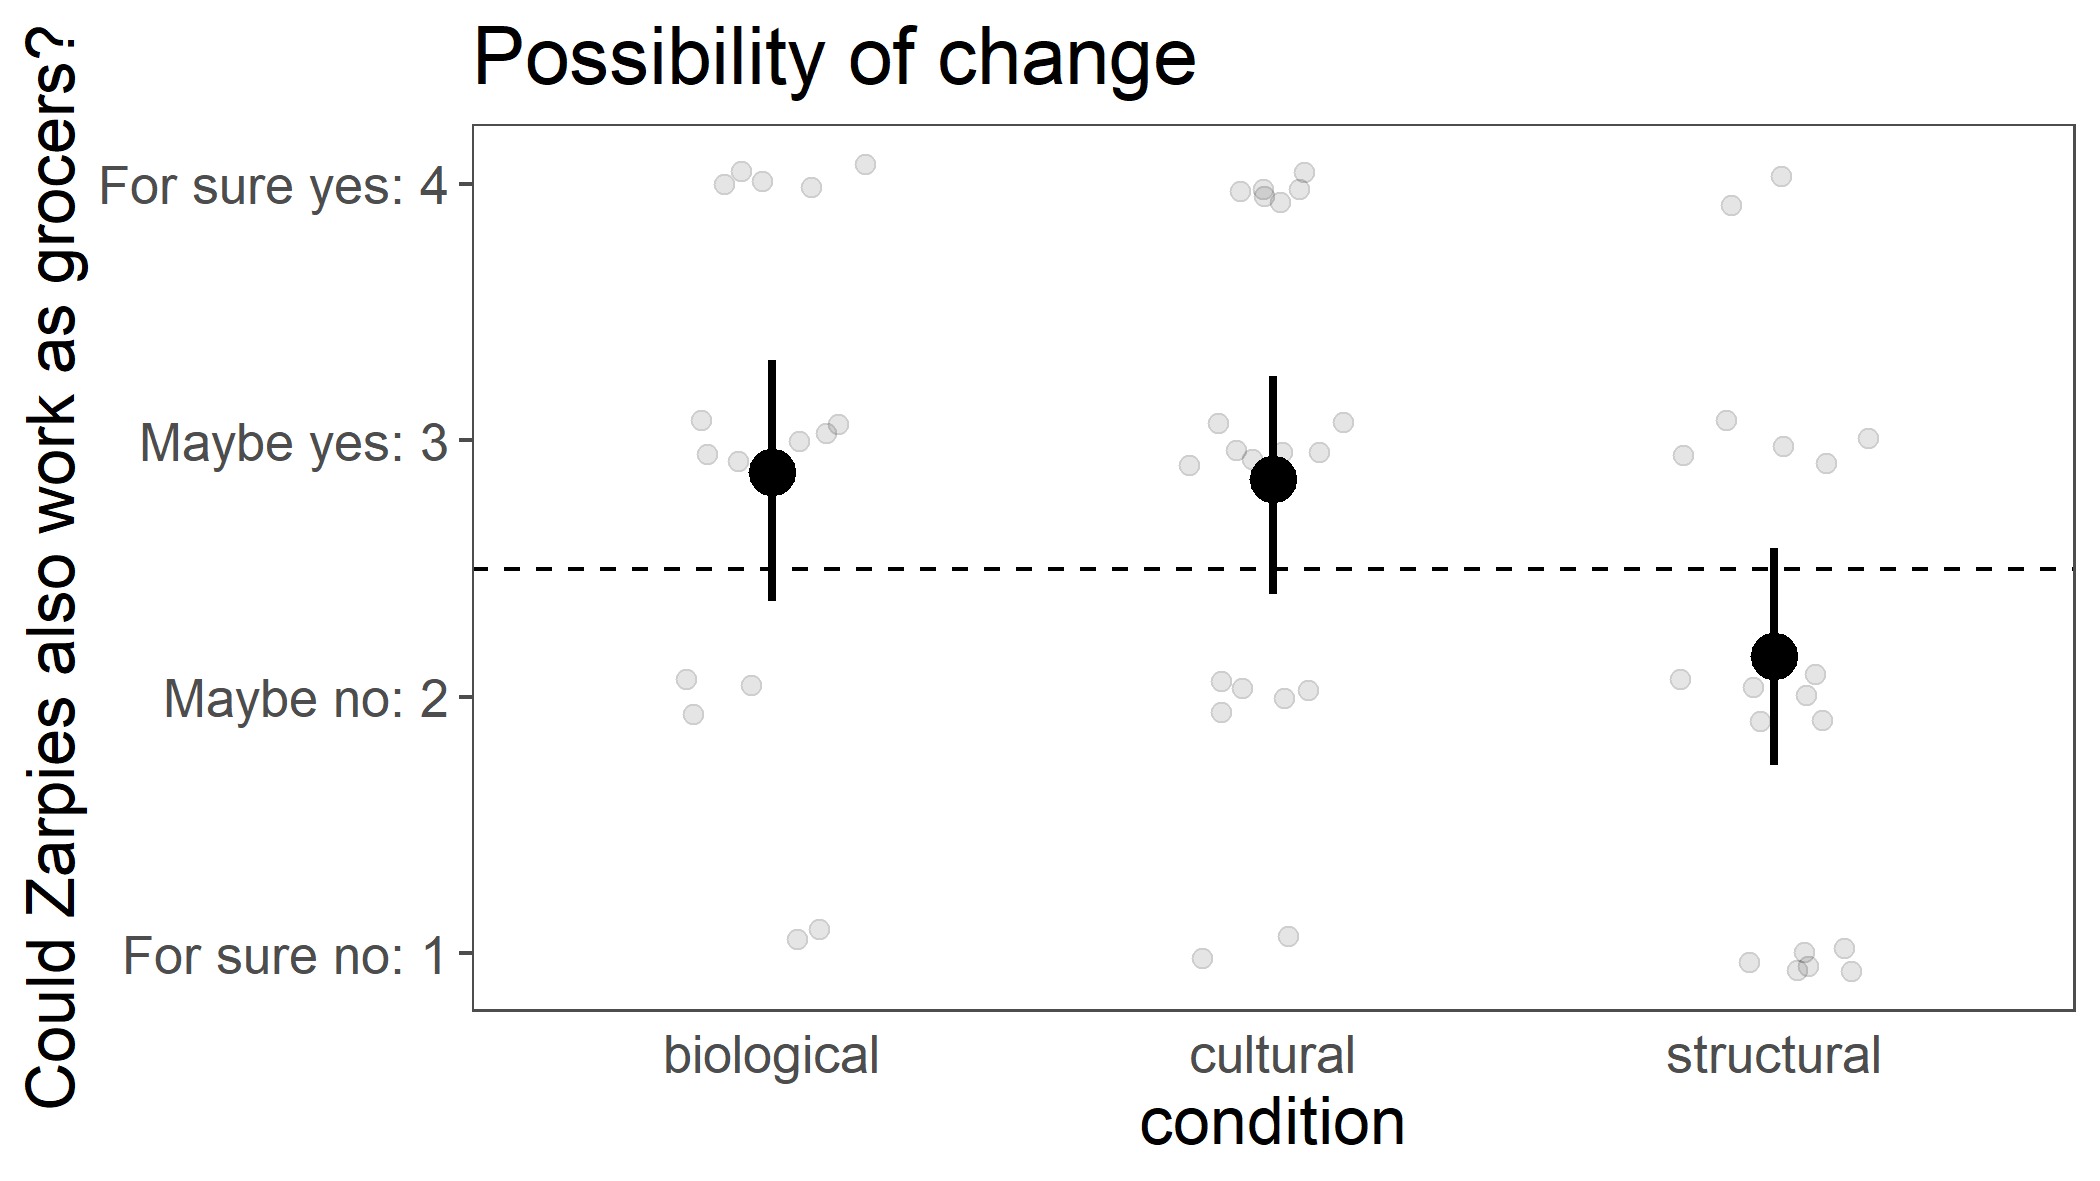 Possibility of change
Could Zarpies also work as grocers?
For sure yes: 4
Maybe yes: 3
Maybe no: 2
For sure no: 1
biological
cultural
structural
condition